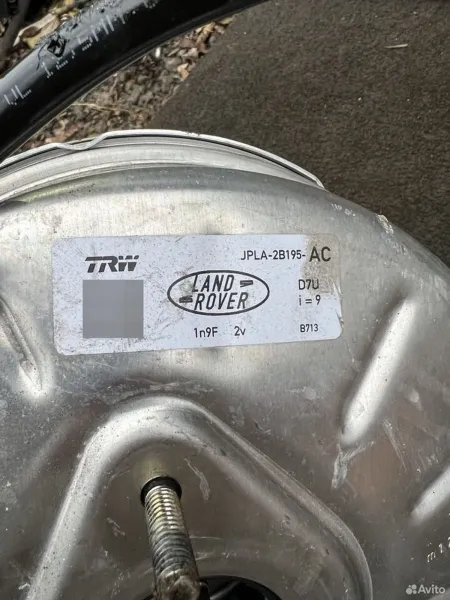 TRW
JPLA-2B195-AC
LAND
ROVER
D7U
i = 9
1n9F 2v
B713
Avito